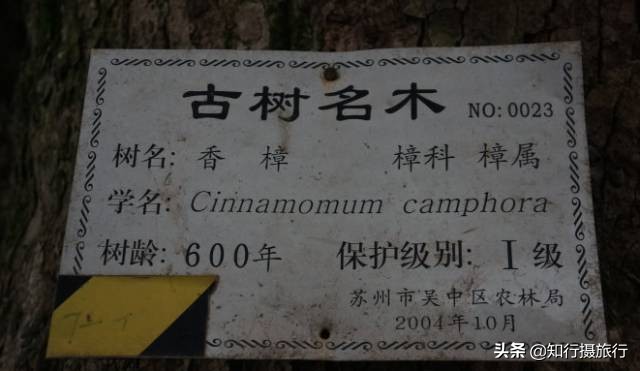 古树名木 NO:0023
树名: 香 樟 樟科 樟属
学名: Cinnamomum camphora
树龄: 600年 保护级别: Ⅰ级
苏州市吴中区农林局
2004年10月
头条 @知行摄旅行